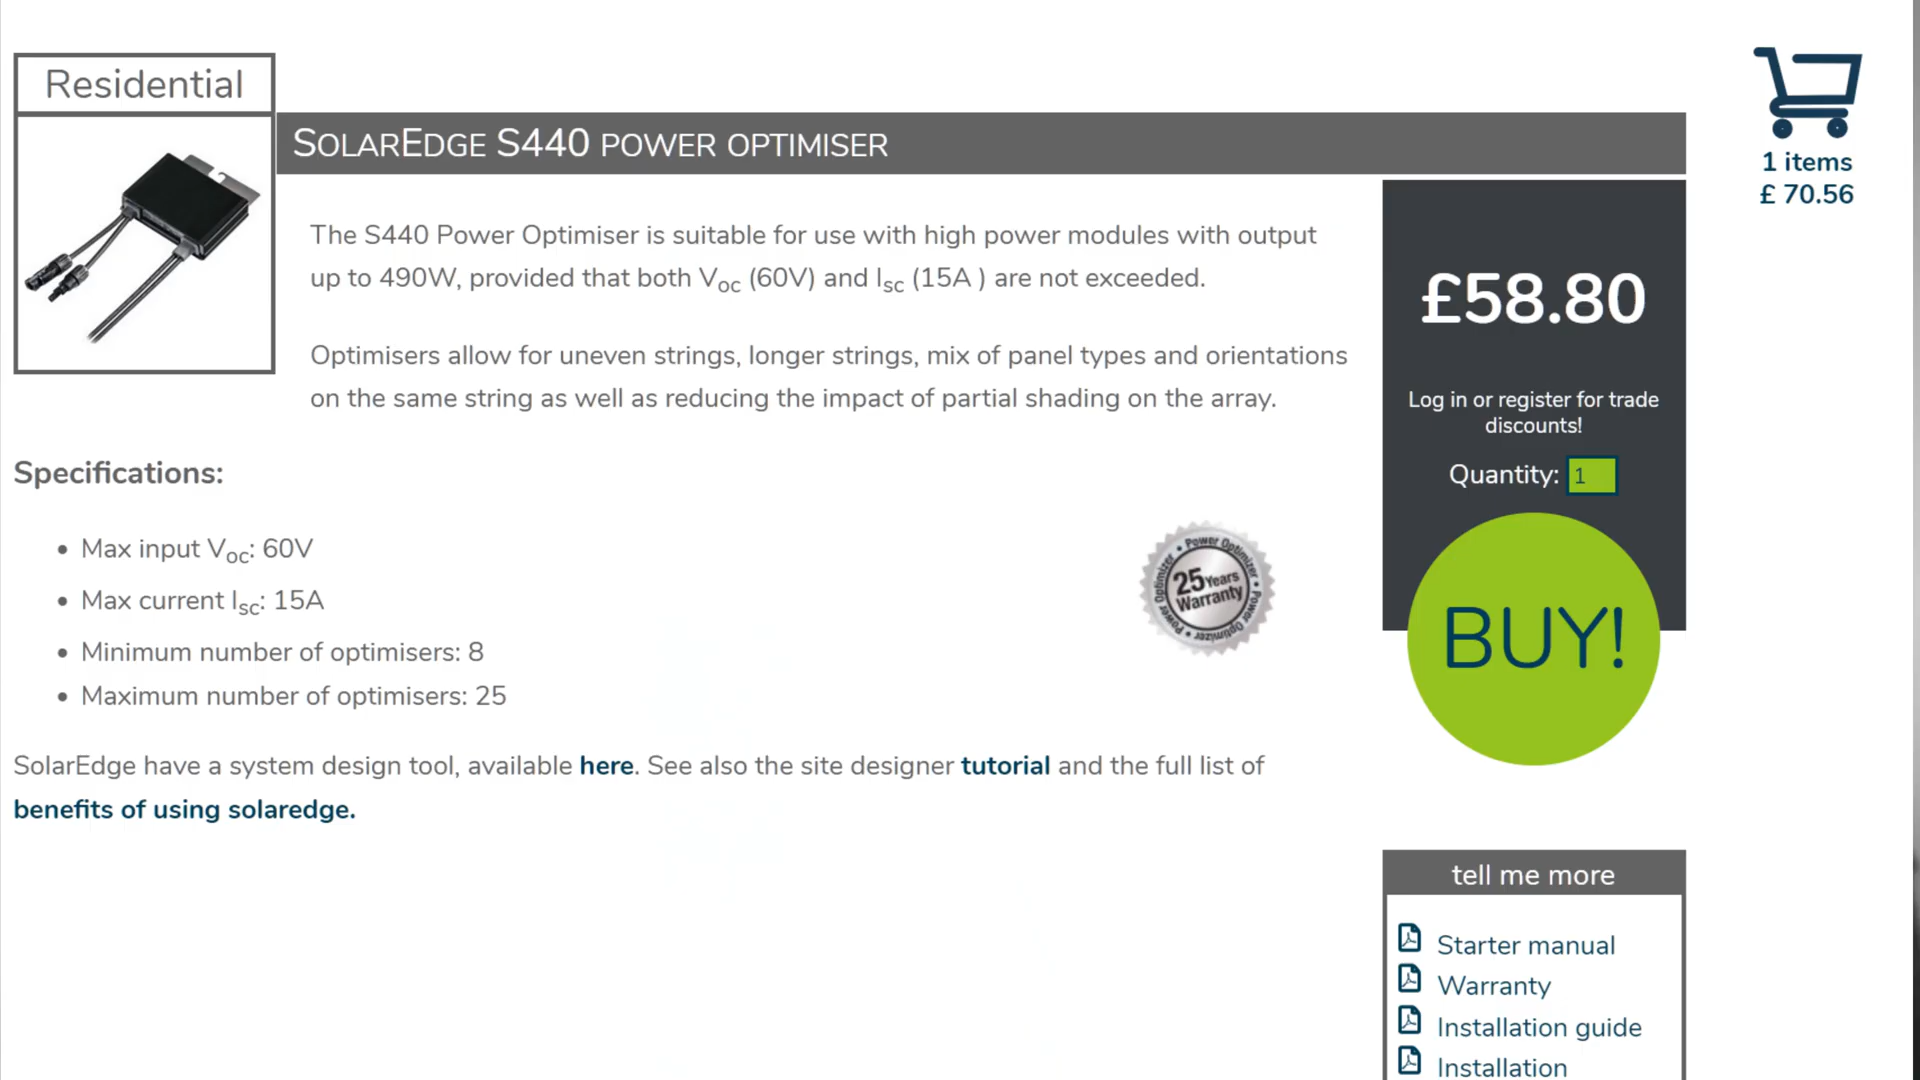 Residential
SolarEdge S440 power optimiser
1 items
£ 70.56
The S440 Power Optimiser is suitable for use with high power modules with output
up to 490W, provided that both Voc (60V) and Isc (15A ) are not exceeded.
Optimisers allow for uneven strings, longer strings, mix of panel types and orientations
on the same string as well as reducing the impact of partial shading on the array.
£58.80
Log in or register for trade
discounts!
Quantity: 1
BUY!
Specifications:
• Max input Voc: 60V
• Max current Isc: 15A
• Minimum number of optimisers: 8
• Maximum number of optimisers: 25
Power Optimizer • Power Optimizer • Power Optimizer •
25 Years
Warranty
SolarEdge have a system design tool, available here. See also the site designer tutorial and the full list of
benefits of using solaredge.
tell me more
Starter manual
Warranty
Installation guide
Installation